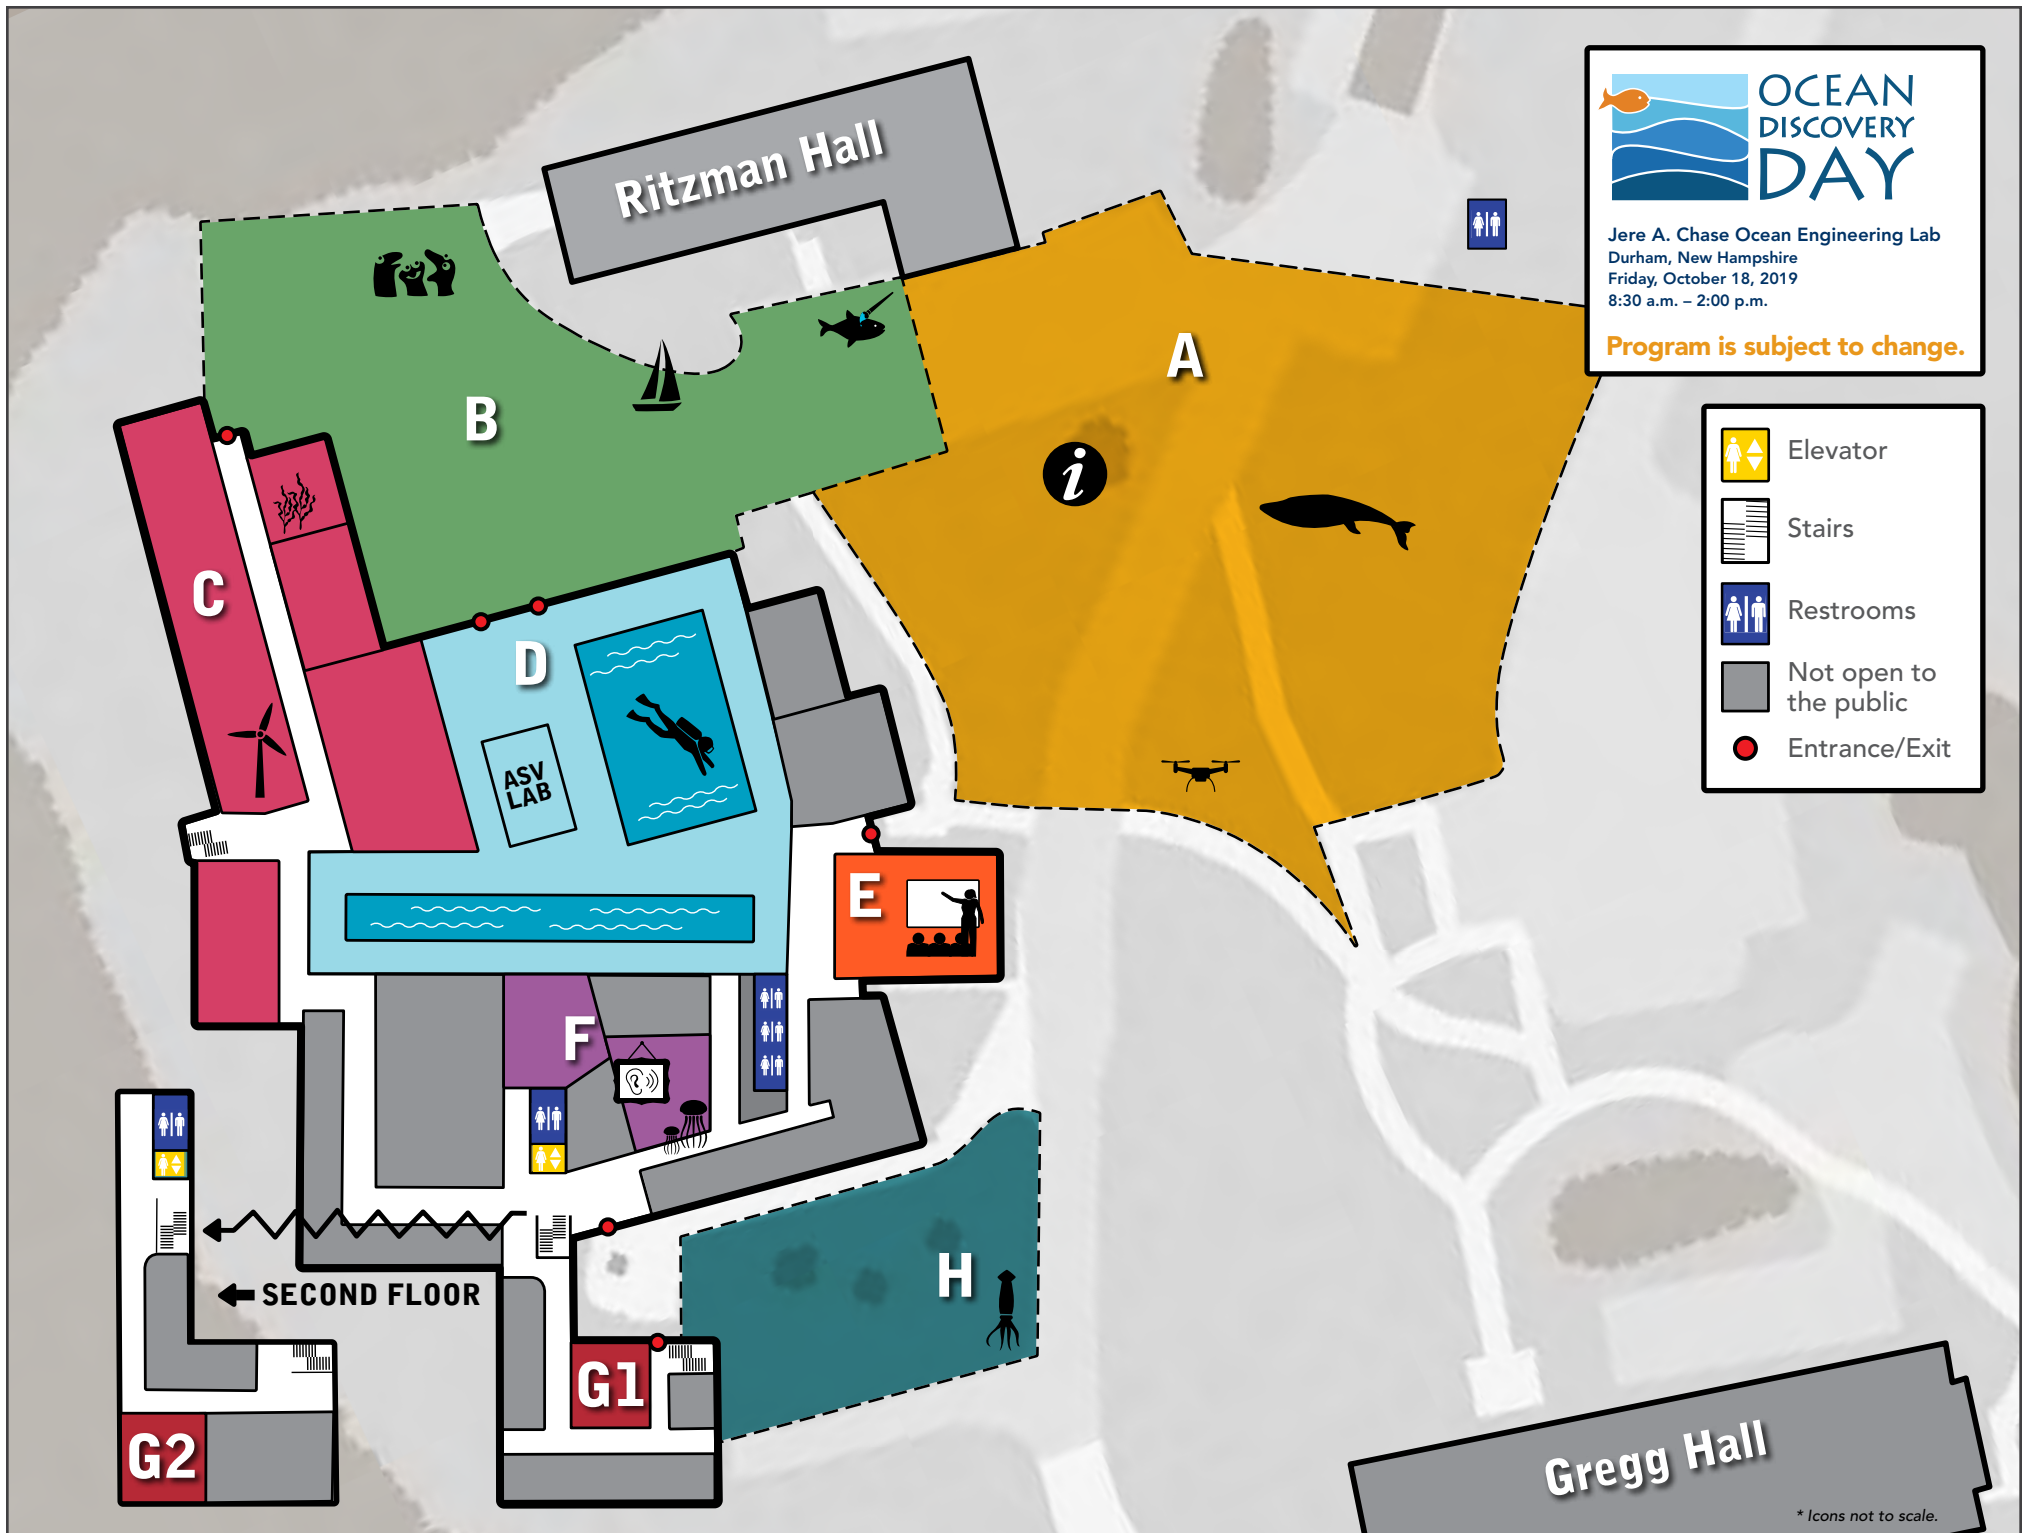 OCEAN
DISCOVERY
DAY
Jere A. Chase Ocean Engineering Lab
Durham, New Hampshire
Friday, October 18, 2019
8:30 a.m. – 2:00 p.m.
Program is subject to change.
Elevator
Stairs
Restrooms
Not open to
the public
Entrance/Exit
Ritzman Hall
A
i
B
C
D
ASV
LAB
E
F
H
SECOND FLOOR
G1
G2
Gregg Hall
* Icons not to scale.